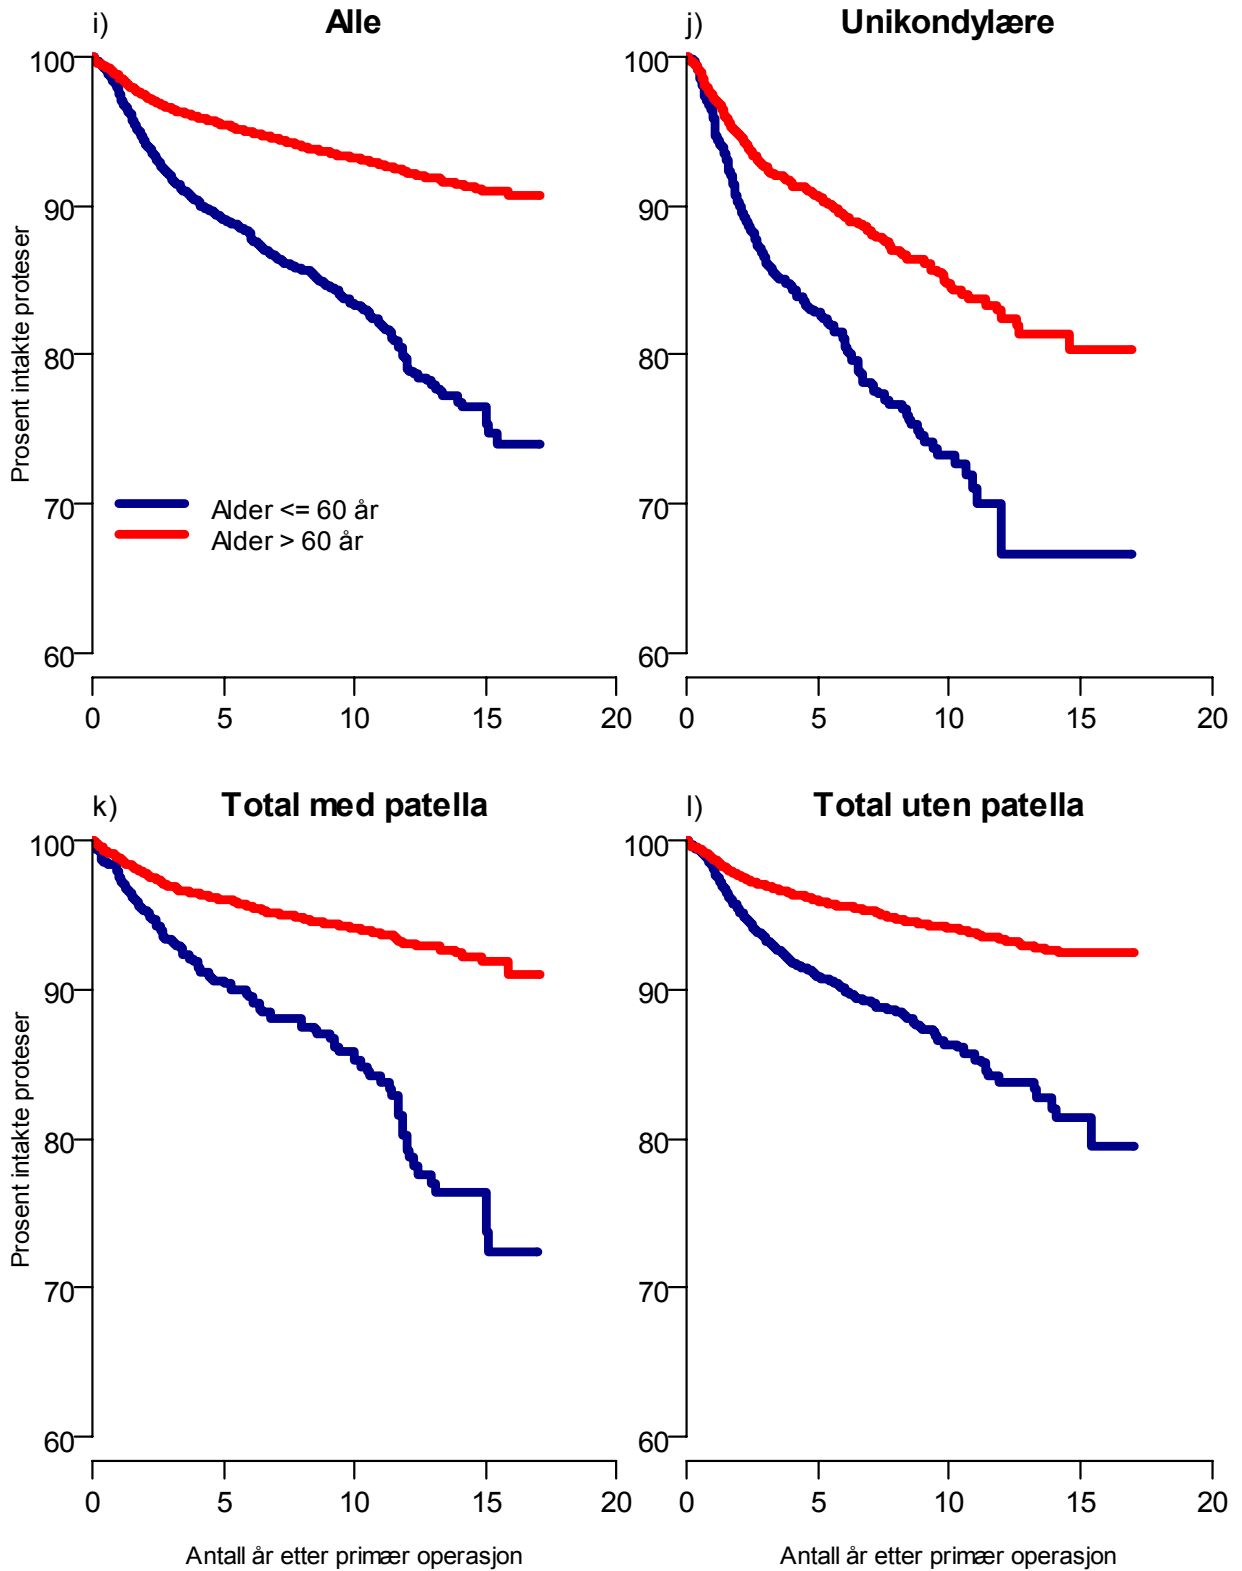 i)
Alle
Prosent intakte proteser
100
90
80
70
60
Alder <= 60 år
Alder > 60 år
0 5 10 15 20
j)
Unikondylære
100
90
80
70
60
0 5 10 15 20
k)
Total med patella
Prosent intakte proteser
100
90
80
70
60
0 5 10 15 20
Antall år etter primær operasjon
l)
Total uten patella
100
90
80
70
60
0 5 10 15 20
Antall år etter primær operasjon